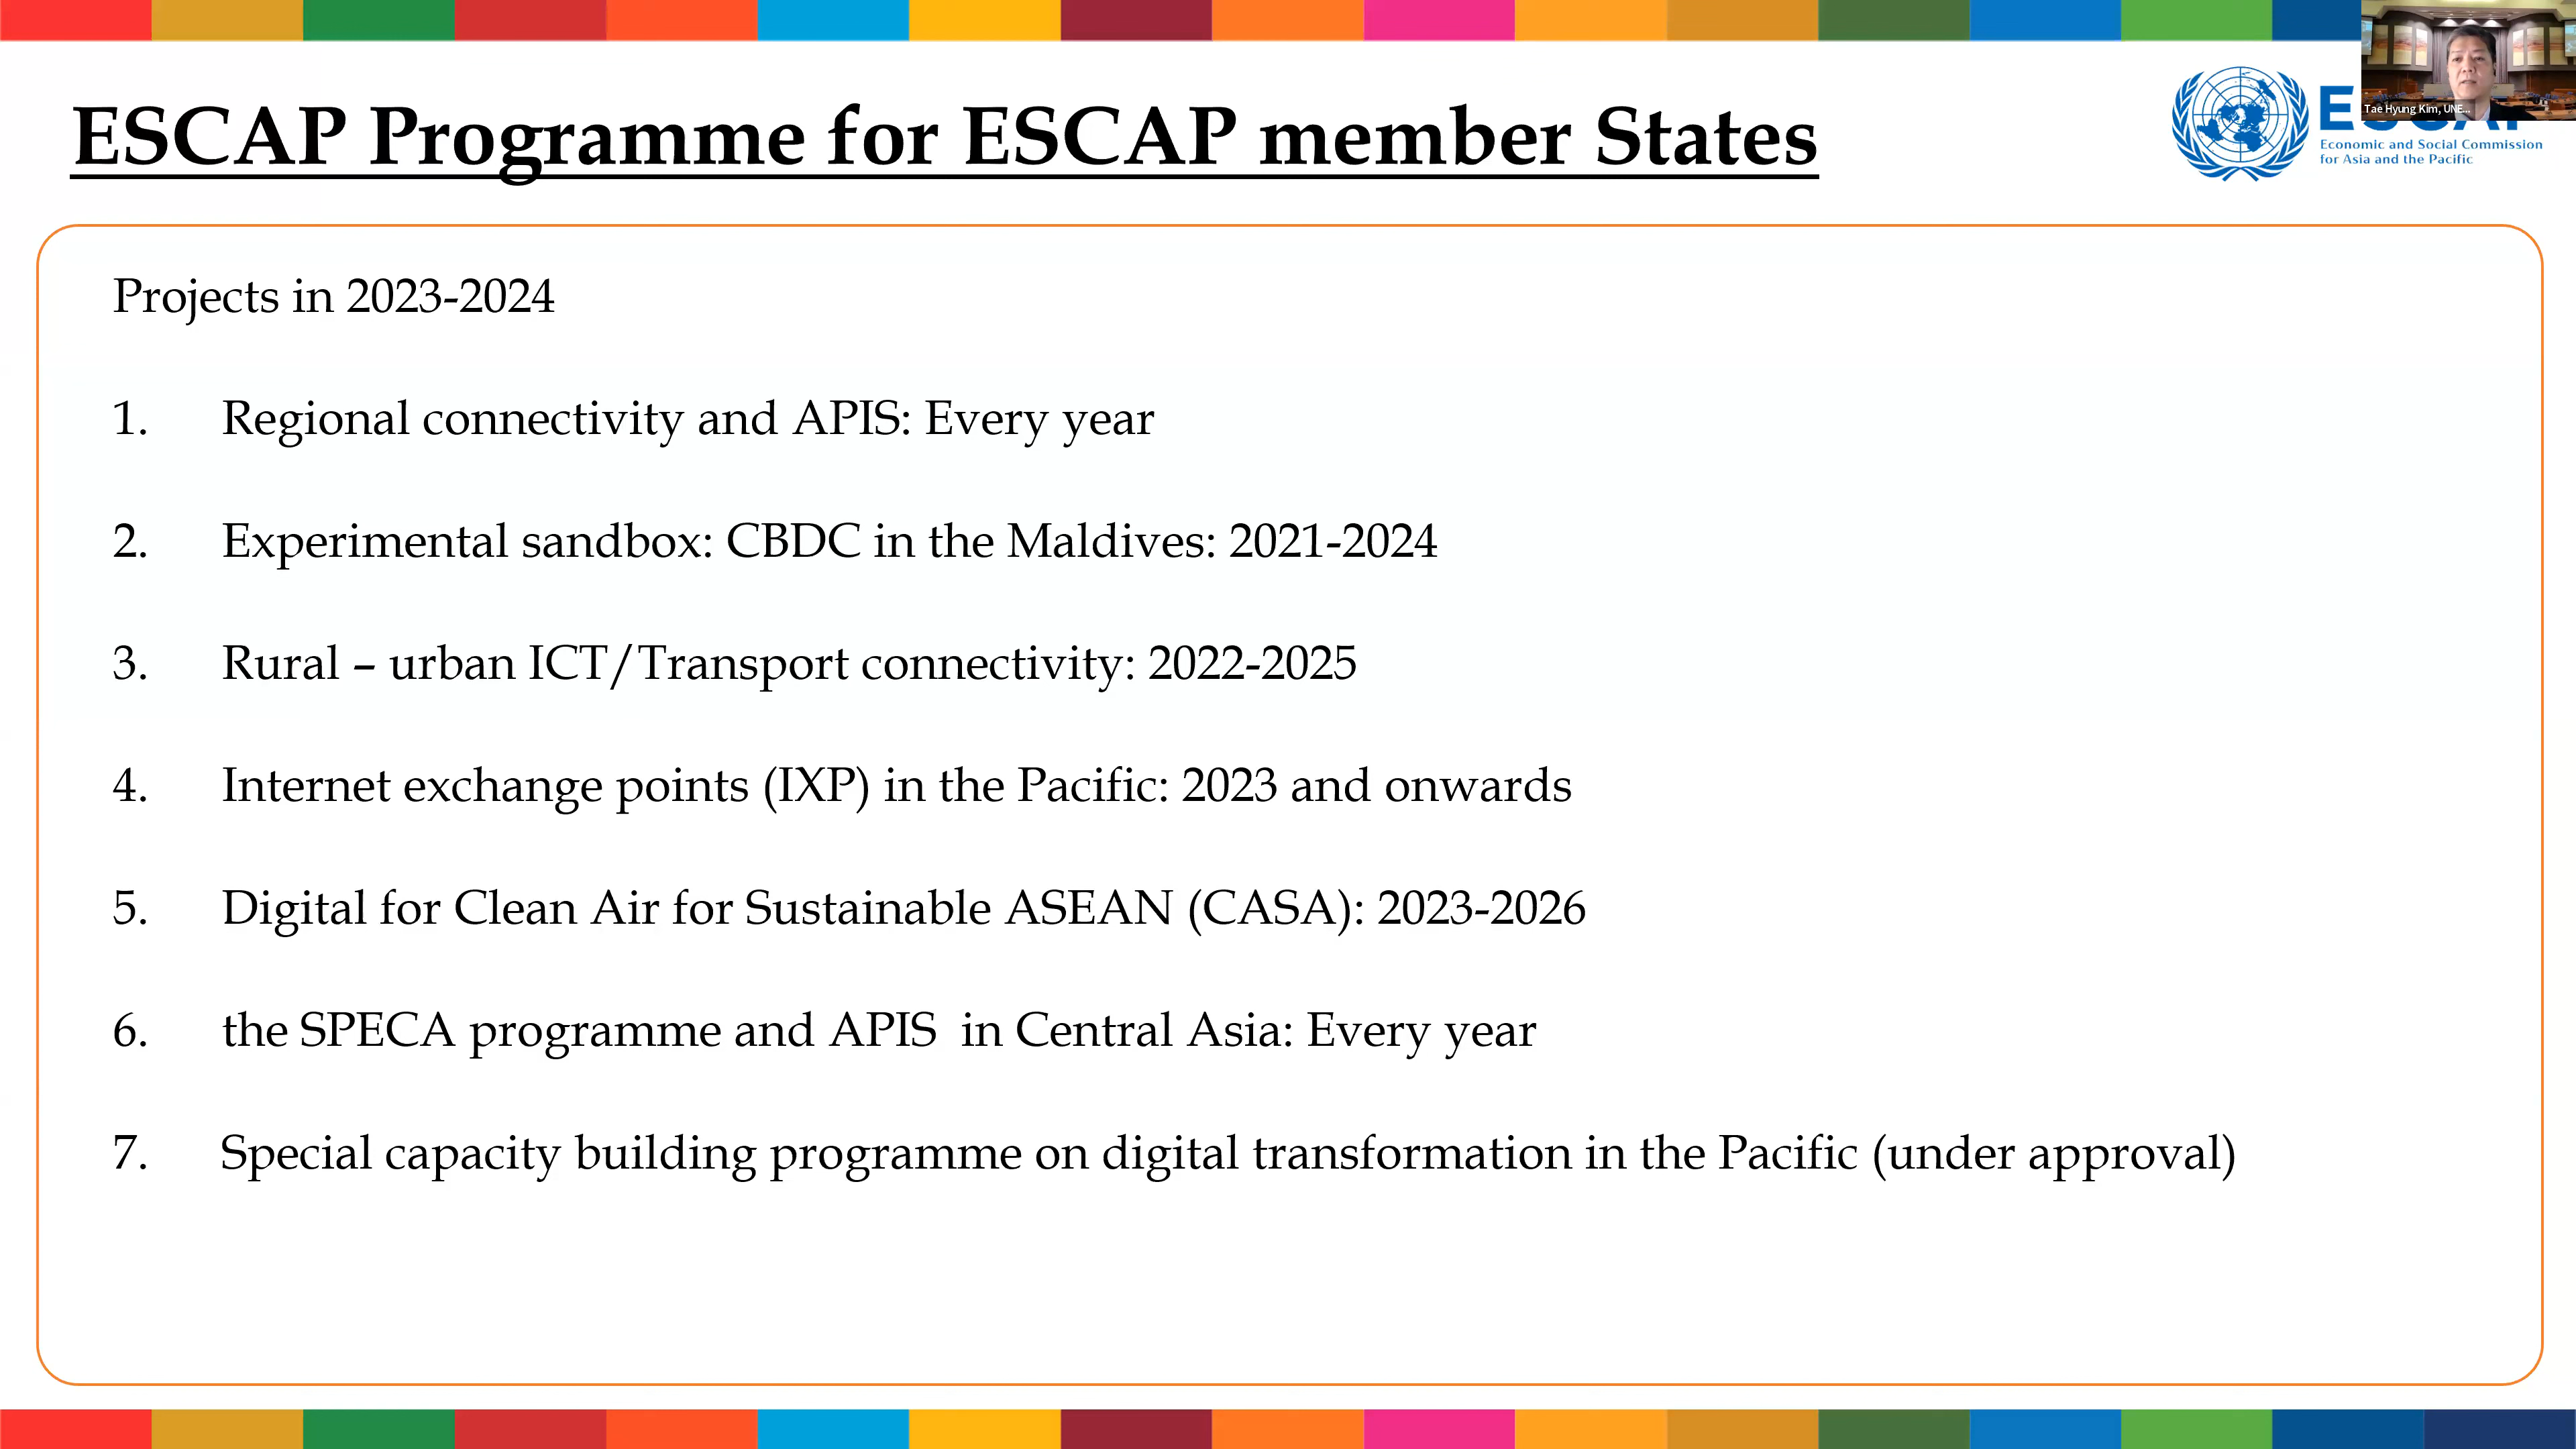 ESCAP Programme for ESCAP member States
Tae Hyung Kim, UNE...
Economic and Social Commission
for Asia and the Pacific
Projects in 2023-2024
1. Regional connectivity and APIS: Every year
2. Experimental sandbox: CBDC in the Maldives: 2021-2024
3. Rural – urban ICT/Transport connectivity: 2022-2025
4. Internet exchange points (IXP) in the Pacific: 2023 and onwards
5. Digital for Clean Air for Sustainable ASEAN (CASA): 2023-2026
6. the SPECA programme and APIS  in Central Asia: Every year
7. Special capacity building programme on digital transformation in the Pacific (under approval)